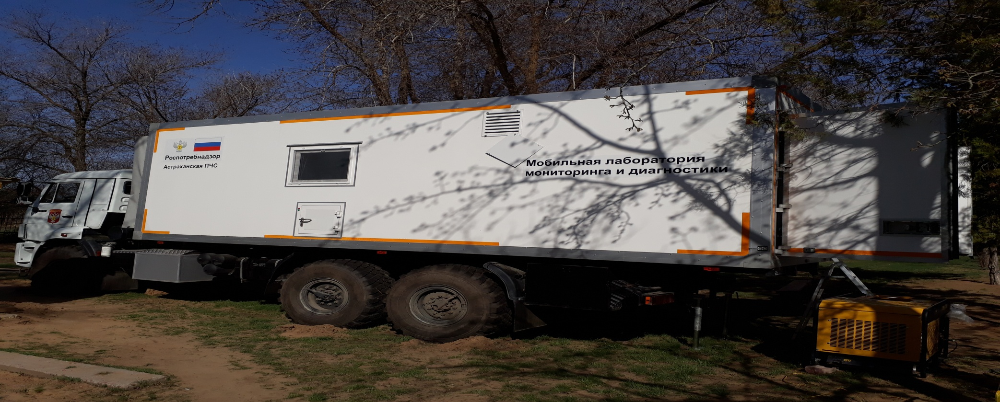 Роспотребнадзор
Астраханская ПЧС
Мобильная лаборатория
мониторинга и диагностики